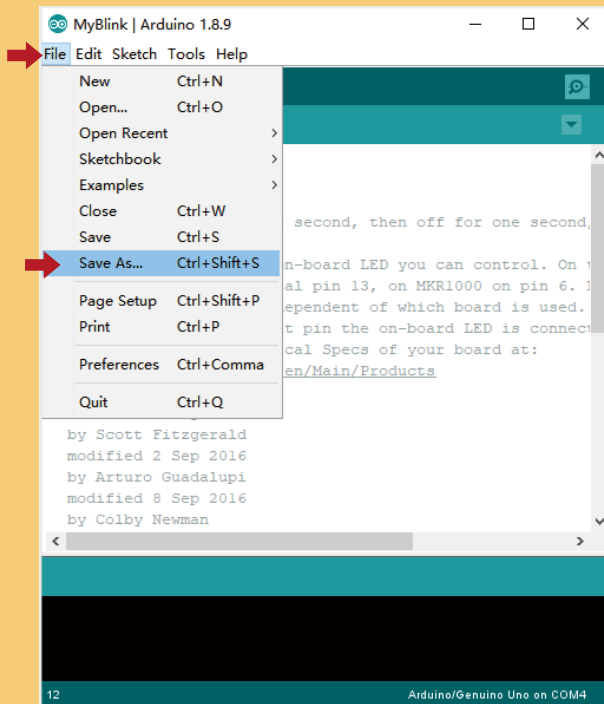 MyBlink | Arduino 1.8.9
File Edit Sketch Tools Help
New Ctrl+N
Open... Ctrl+O
Open Recent
Sketchbook
Examples
Close Ctrl+W
Save Ctrl+S
Save As... Ctrl+Shift+S
Page Setup Ctrl+Shift+P
Print Ctrl+P
Preferences Ctrl+Comma
Quit Ctrl+Q
second, then off for one second,
n-board LED you can control. On
al pin 13, on MKR1000 on pin 6.
ependent of which board is used.
t pin the on-board LED is connec
cal Specs of your board at:
en/Main/Products
by Scott Fitzgerald
modified 2 Sep 2016
by Arturo Guadalupi
modified 8 Sep 2016
by Colby Newman
12
Arduino/Genuino Uno on COM4